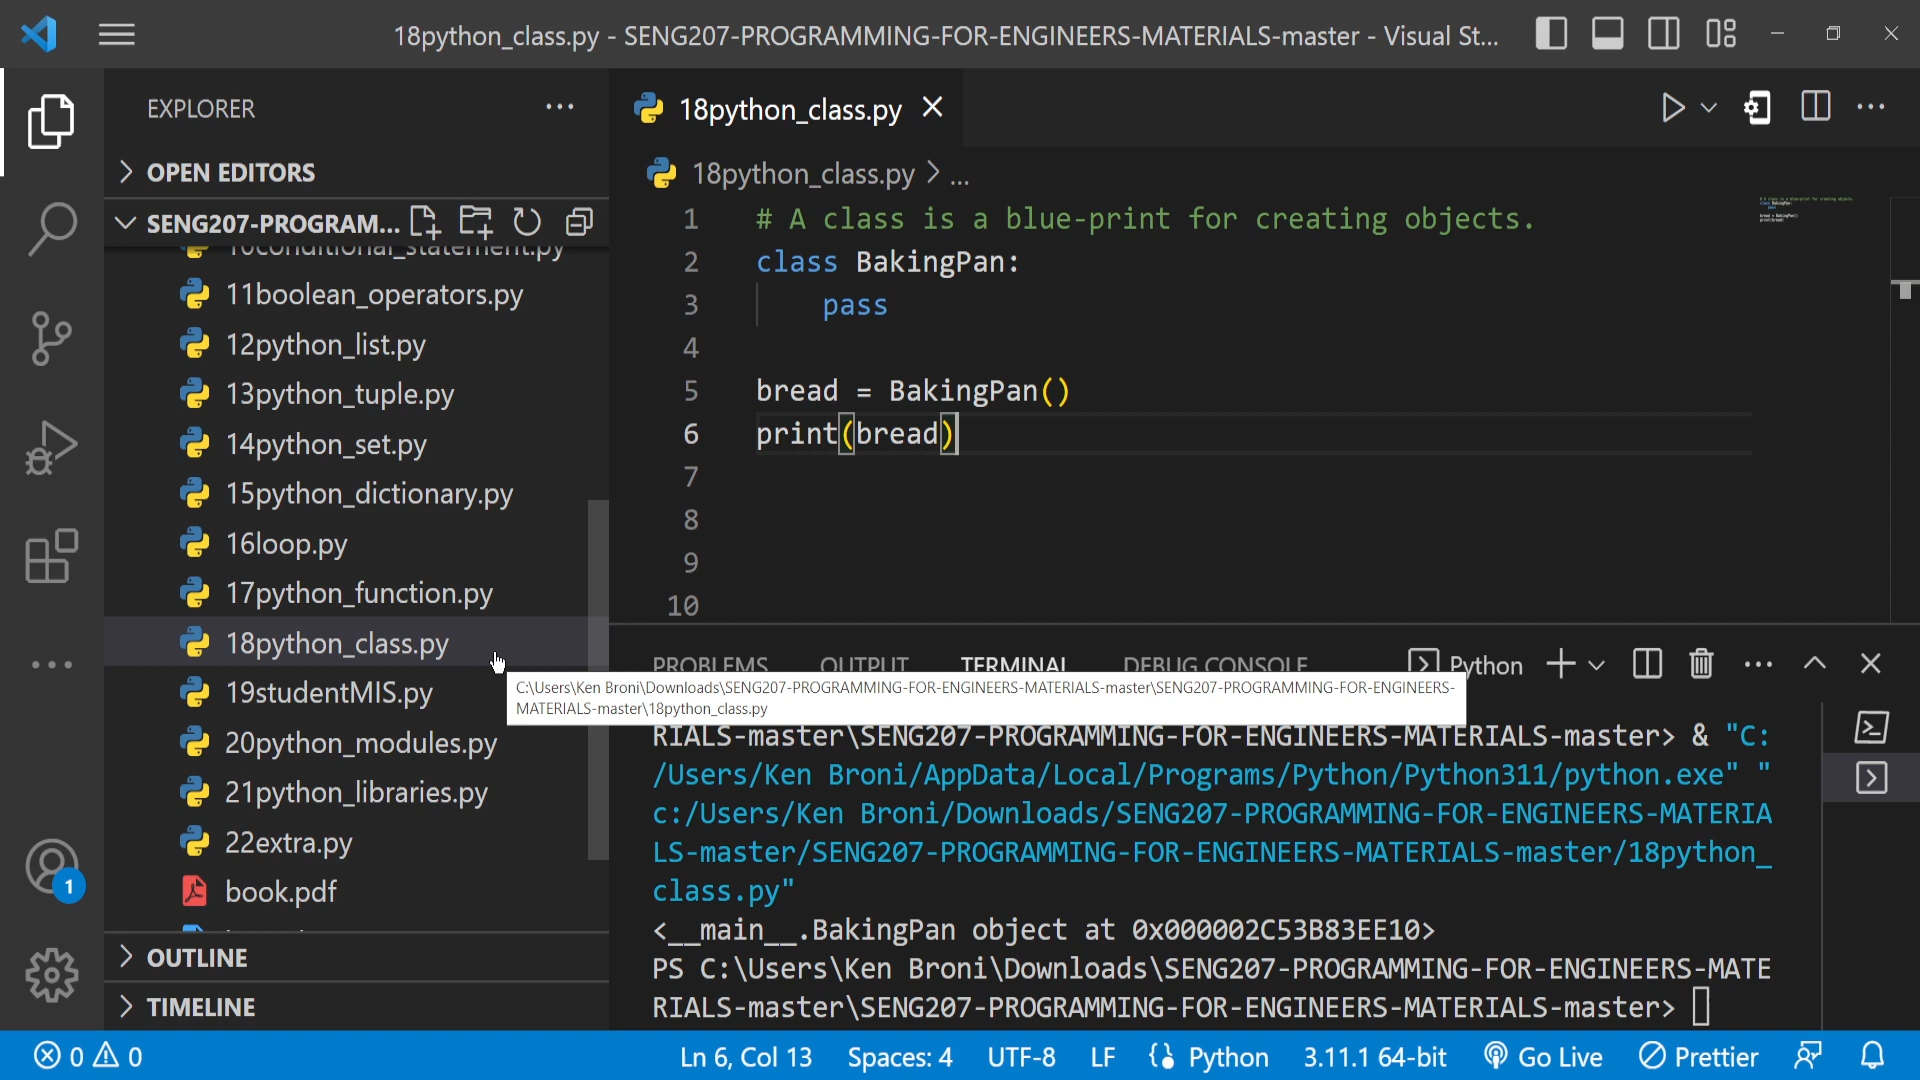 18python_class.py - SENG207-PROGRAMMING-FOR-ENGINEERS-MATERIALS-master - Visual St...
EXPLORER
OPEN EDITORS
SENG207-PROGRAM...
10conditional_statement.py
11boolean_operators.py
12python_list.py
13python_tuple.py
14python_set.py
15python_dictionary.py
16loop.py
17python_function.py
18python_class.py
19studentMIS.py
20python_modules.py
21python_libraries.py
22extra.py
book.pdf
OUTLINE
TIMELINE
1
18python_class.py
18python_class.py > ...
1 # A class is a blue-print for creating objects.
2 class BakingPan:
3 pass
4
5 bread = BakingPan()
6 print(bread)
7
8
9
10
PROBLEMS OUTPUT TERMINAL DEBUG CONSOLE Python
C:\Users\Ken Broni\Downloads\SENG207-PROGRAMMING-FOR-ENGINEERS-MATERIALS-master\SENG207-PROGRAMMING-FOR-ENGINEERS-
MATERIALS-master\18python_class.py
RIALS-master\SENG207-PROGRAMMING-FOR-ENGINEERS-MATERIALS-master> & "C:
/Users/Ken Broni/AppData/Local/Programs/Python/Python311/python.exe" "
c:/Users/Ken Broni/Downloads/SENG207-PROGRAMMING-FOR-ENGINEERS-MATERIA
LS-master/SENG207-PROGRAMMING-FOR-ENGINEERS-MATERIALS-master/18python_
class.py"
<__main__.BakingPan object at 0x000002C53B83EE10>
PS C:\Users\Ken Broni\Downloads\SENG207-PROGRAMMING-FOR-ENGINEERS-MATE
RIALS-master\SENG207-PROGRAMMING-FOR-ENGINEERS-MATERIALS-master>
0 0 Ln 6, Col 13 Spaces: 4 UTF-8 LF Python 3.11.1 64-bit Go Live Prettier